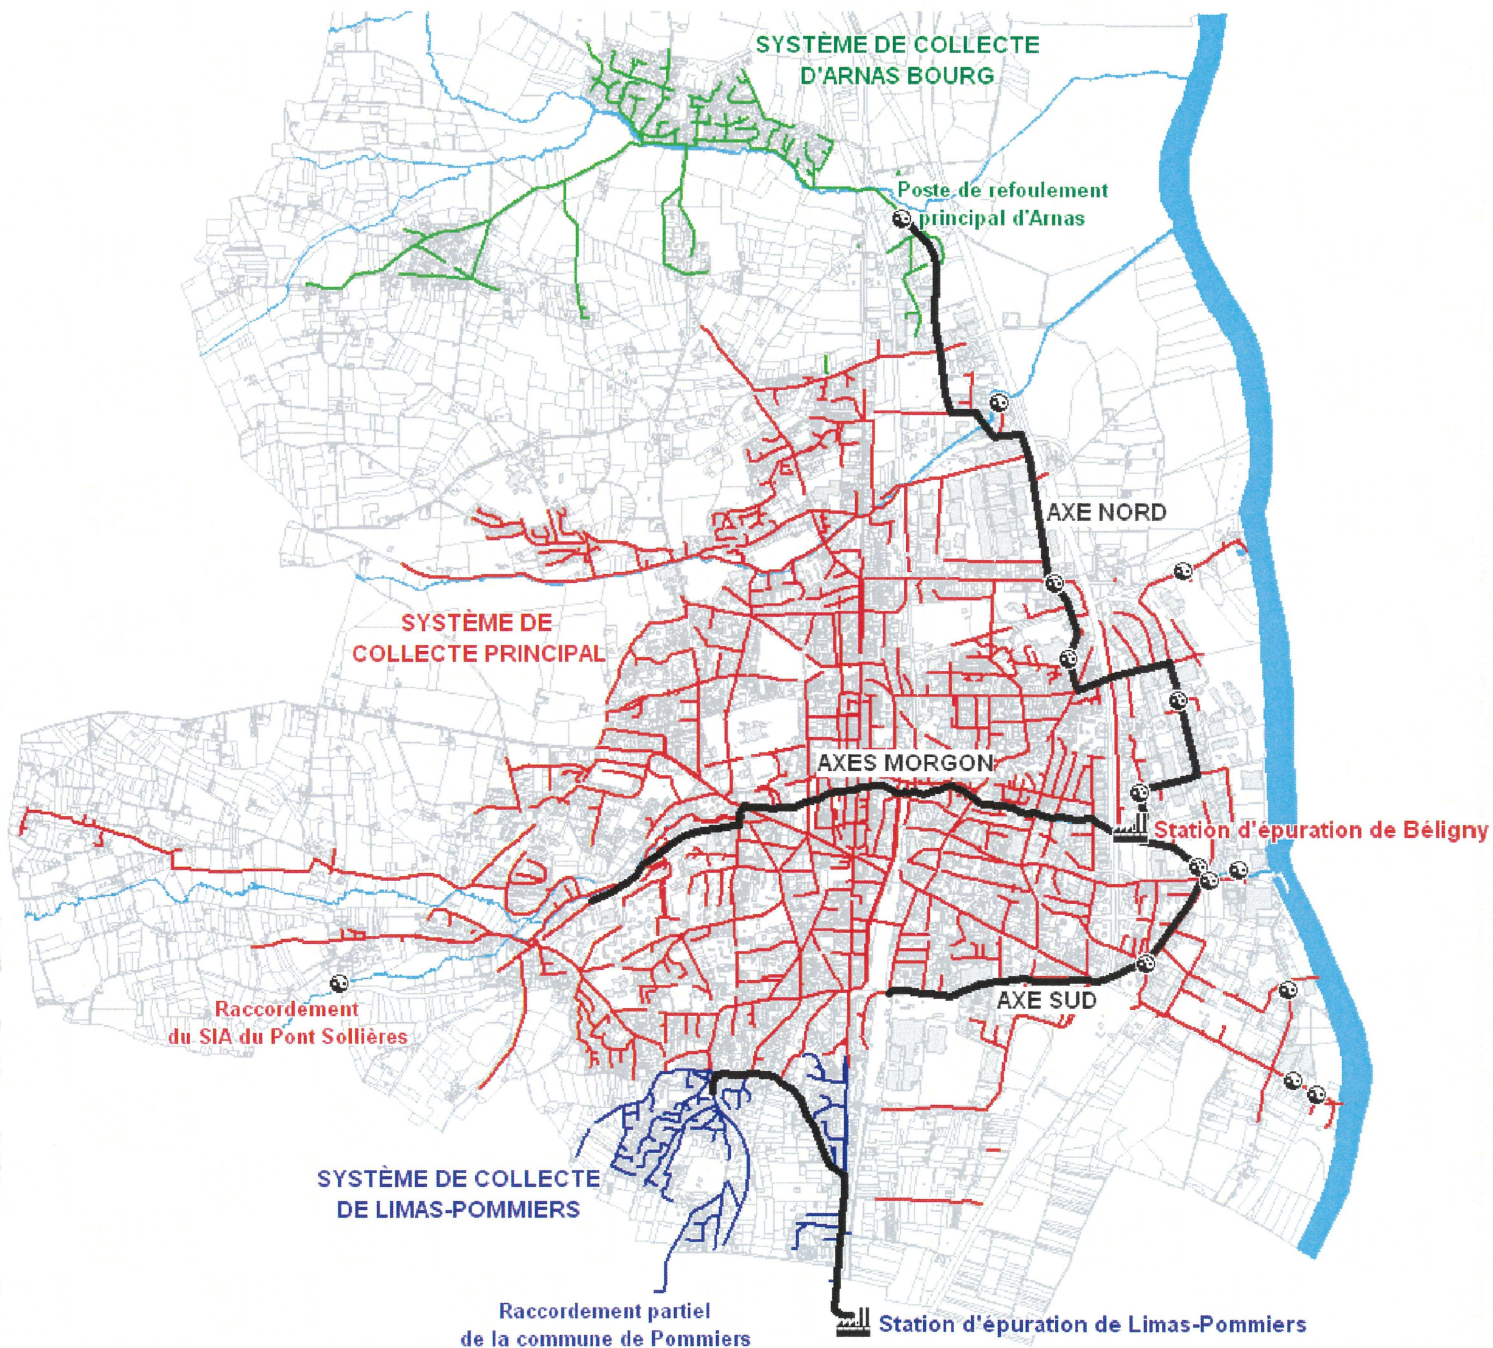 SYSTÈME DE COLLECTE
D'ARNAS BOURG
Poste de refoulement
principal d'Arnas
AXE NORD
SYSTÈME DE
COLLECTE PRINCIPAL
AXES MORGON
Station d'épuration de Béligny
AXE SUD
Raccordement
du SIA du Pont Sollières
SYSTÈME DE COLLECTE
DE LIMAS-POMMIERS
Raccordement partiel
de la commune de Pommiers
Station d'épuration de Limas-Pommiers